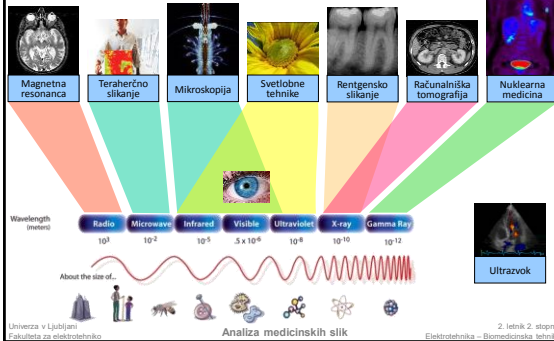 Magnetna
resonanca
Teraherčno
slikanje
Mikroskopija
Svetlobne
tehnike
Rentgensko
slikanje
Računalniška
tomografija
Nuklearna
medicina
Wavelength
(meters)
Radio
Microwave
Infrared
Visible
Ultraviolet
X-ray
Gamma Ray
10³
10⁻²
10⁻⁵
.5 x 10⁻⁶
10⁻⁸
10⁻¹⁰
10⁻¹²
About the size of...
Ultrazvok
Univerza v Ljubljani
Fakulteta za elektrotehniko
Analiza medicinskih slik
2. letnik 2. stopnje
Elektrotehnika – Biomedicinska tehnika